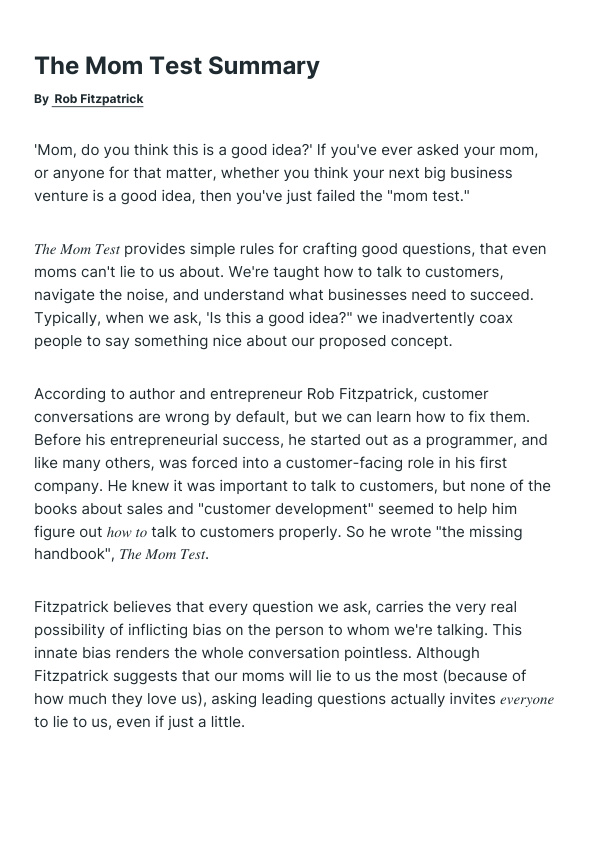 The Mom Test Summary
By Rob Fitzpatrick
'Mom, do you think this is a good idea?' If you've ever asked your mom,
or anyone for that matter, whether you think your next big business
venture is a good idea, then you've just failed the "mom test."
The Mom Test provides simple rules for crafting good questions, that even
moms can't lie to us about. We're taught how to talk to customers,
navigate the noise, and understand what businesses need to succeed.
Typically, when we ask, 'Is this a good idea?" we inadvertently coax
people to say something nice about our proposed concept.
According to author and entrepreneur Rob Fitzpatrick, customer
conversations are wrong by default, but we can learn how to fix them.
Before his entrepreneurial success, he started out as a programmer, and
like many others, was forced into a customer-facing role in his first
company. He knew it was important to talk to customers, but none of the
books about sales and "customer development" seemed to help him
figure out how to talk to customers properly. So he wrote "the missing
handbook", The Mom Test.
Fitzpatrick believes that every question we ask, carries the very real
possibility of inflicting bias on the person to whom we're talking. This
innate bias renders the whole conversation pointless. Although
Fitzpatrick suggests that our moms will lie to us the most (because of
how much they love us), asking leading questions actually invites everyone
to lie to us, even if just a little.